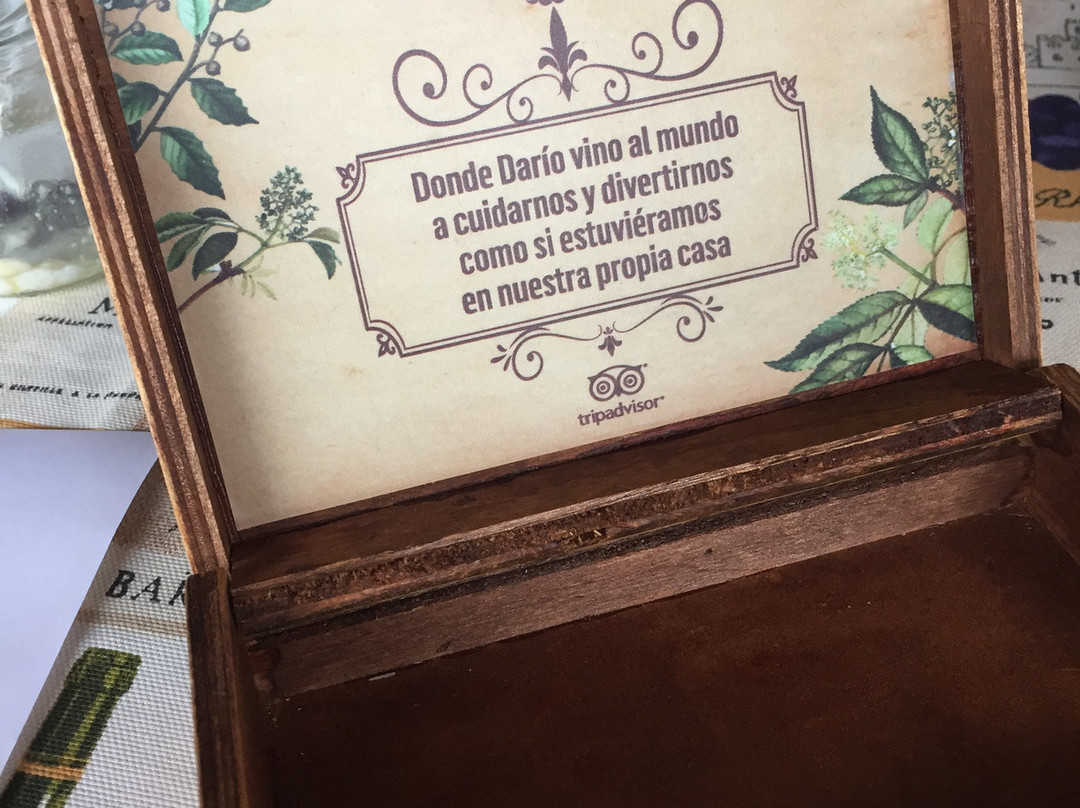 Donde Darío vino al mundo
a cuidarnos y divertirnos
como si estuviéramos
en nuestra propia casa
tripadvisor®